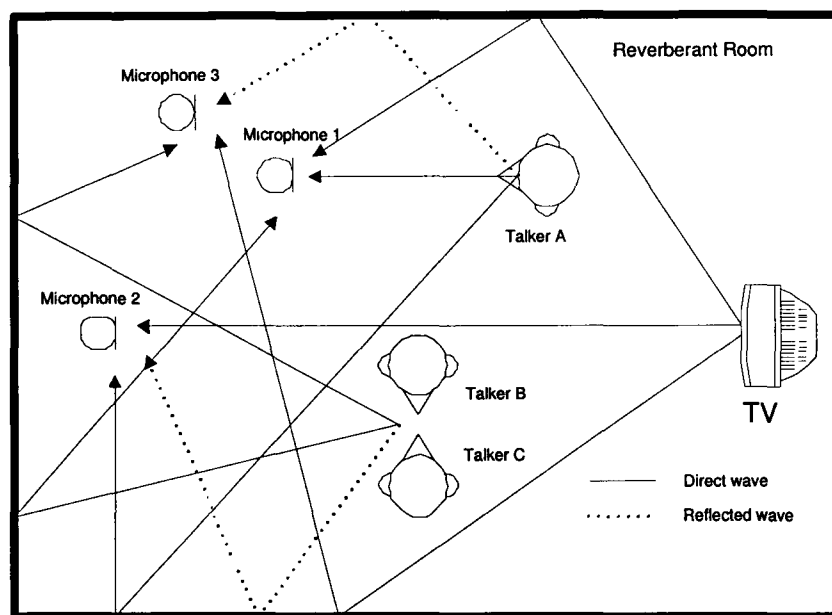 Reverberant Room
Microphone 3
Microphone 1
Talker A
Microphone 2
Talker B
TV
Talker C
Direct wave
Reflected wave